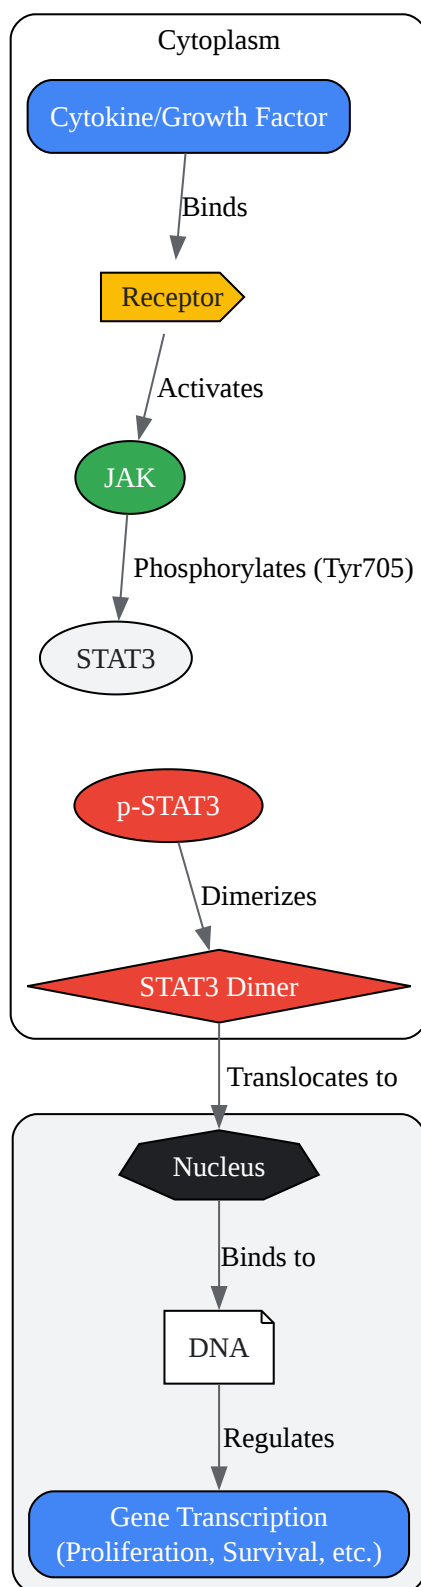 Cytoplasm
Cytokine/Growth Factor
Binds
Receptor
Activates
JAK
Phosphorylates (Tyr705)
STAT3
p-STAT3
Dimerizes
STAT3 Dimer
Translocates to
Nucleus
Binds to
DNA
Regulates
Gene Transcription
(Proliferation, Survival, etc.)